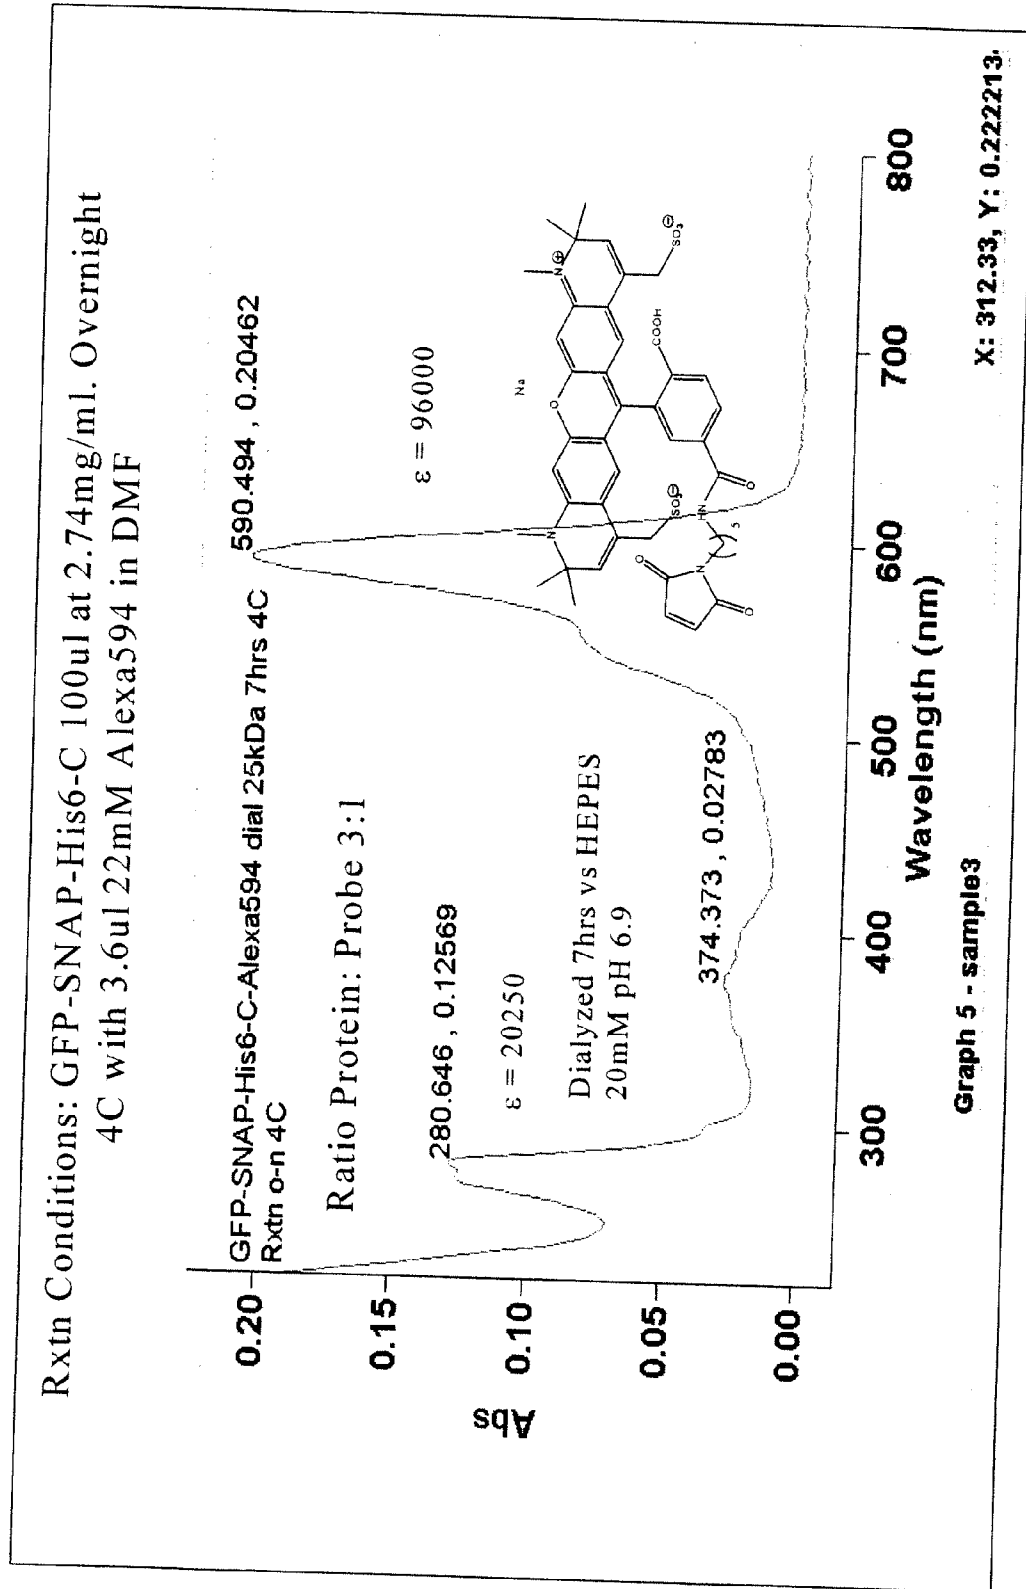 Rxtn Conditions: GFP-SNAP-His6-C 100ul at 2.74mg/ml. Overnight
4C with 3.6ul 22mM Alexa594 in DMF
GFP-SNAP-His6-C-Alexa594 dial 25kDa 7hrs 4C
Rxtn o-n 4C
590.494 , 0.20462
Ratio Protein: Probe 3:1
ε = 96000
280.646 , 0.12569
ε = 20250
Dialyzed 7hrs vs HEPES
20mM pH 6.9
374.373 , 0.02783
Na
N
O
N
⊕
SO3
⊖
SO3
⊖
COOH
HN
O
5
N
O
O
Abs
0.20
0.15
0.10
0.05
0.00
300
400
500
600
700
800
Wavelength (nm)
Graph 5 - sample3
X: 312.33, Y: 0.222213